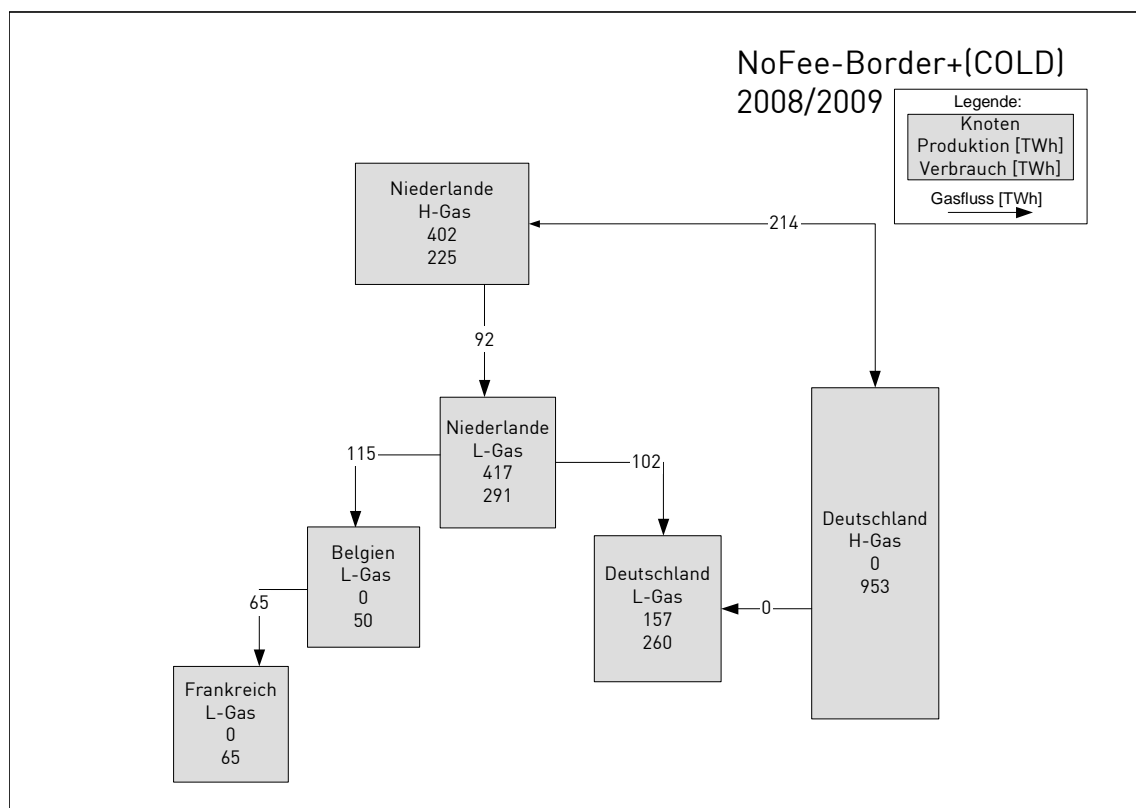 NoFee-Border+(COLD)
2008/2009
Legende:
Knoten
Produktion [TWh]
Verbrauch [TWh]
Gasfluss [TWh]
Niederlande
H-Gas
402
225
214
92
Niederlande
L-Gas
417
291
115
102
Belgien
L-Gas
0
50
Deutschland
L-Gas
157
260
Deutschland
H-Gas
0
953
65
0
Frankreich
L-Gas
0
65